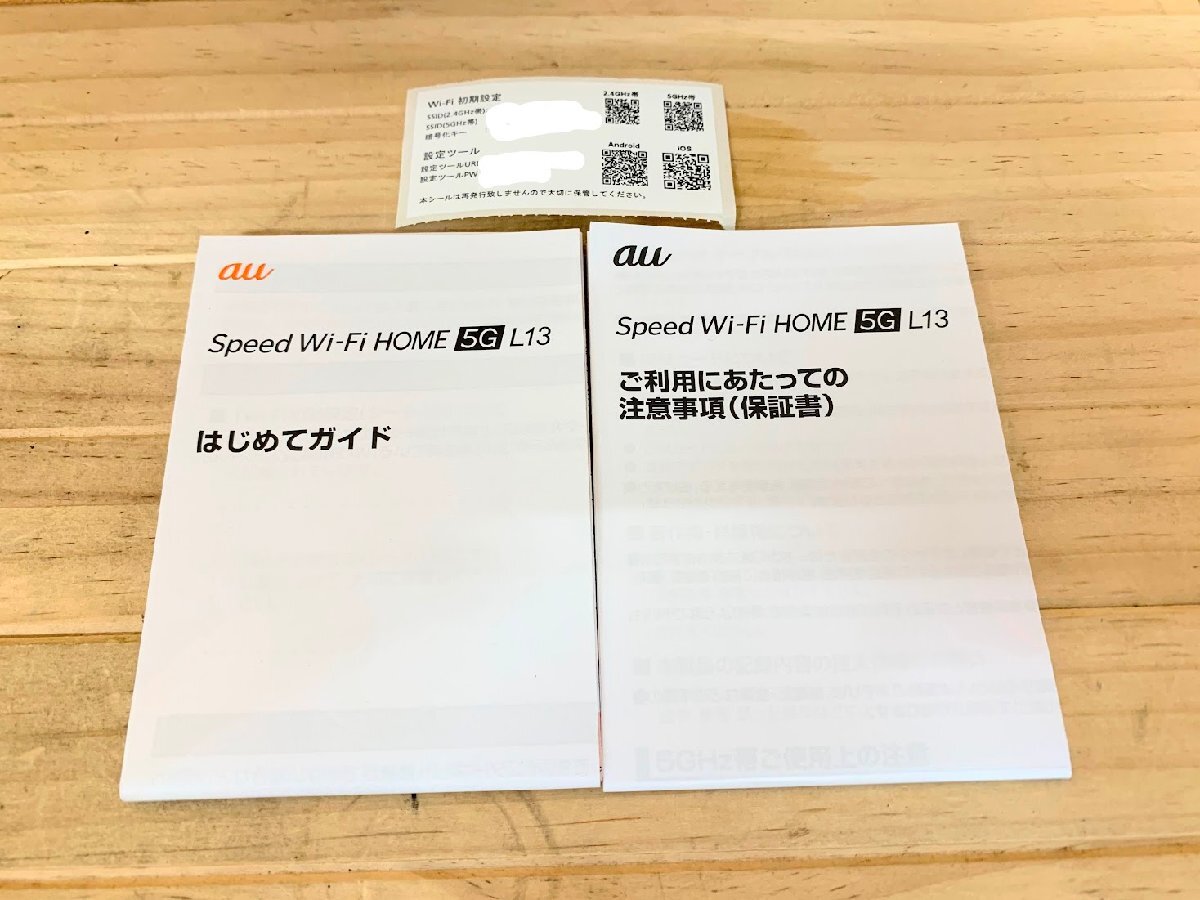 Wi-Fi 初期設定
SSID(2.4GHz帯)
SSID(5GHz帯)
暗号化キー
2.4GHz帯
5GHz帯
設定ツール
設定ツールURL
設定ツールPW
Android
iOS
本シールは再発行致しませんので大切に保管してください。
au
Speed Wi-Fi HOME 5G L13
はじめてガイド
au
Speed Wi-Fi HOME 5G L13
ご利用にあたっての
注意事項(保証書)
5GHz帯ご使用上の注意